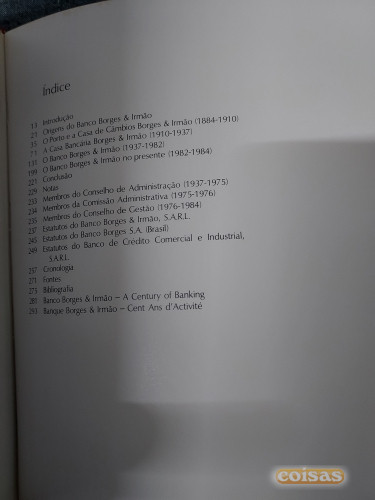 Índice
13 Introdução
21 Origens do Banco Borges & Irmão
35 O Porto e a Casa de Câmbios Borges & Irmão (1884-1910)
71 A Casa Bancária Borges & Irmão (1910-1937)
131 O Banco Borges & Irmão (1937-1982)
199 O Banco Borges & Irmão no presente (1982-1984)
221 Conclusão
229 Notas
233 Membros do Conselho de Administração (1937-1975)
234 Membros da Comissão Administrativa (1975-1976)
235 Membros do Conselho de Gestão (1976-1984)
237 Estatutos do Banco Borges & Irmão, S.A.R.L.
245 Estatutos do Banco Borges S.A. (Brasil)
249 Estatutos do Banco de Crédito Comercial e Industrial,
S.A.R.L.
257 Cronologia
271 Fontes
275 Bibliografia
281 Banco Borges & Irmão — A Century of Banking
293 Banque Borges & Irmão — Cent Ans d'Activité
coisas